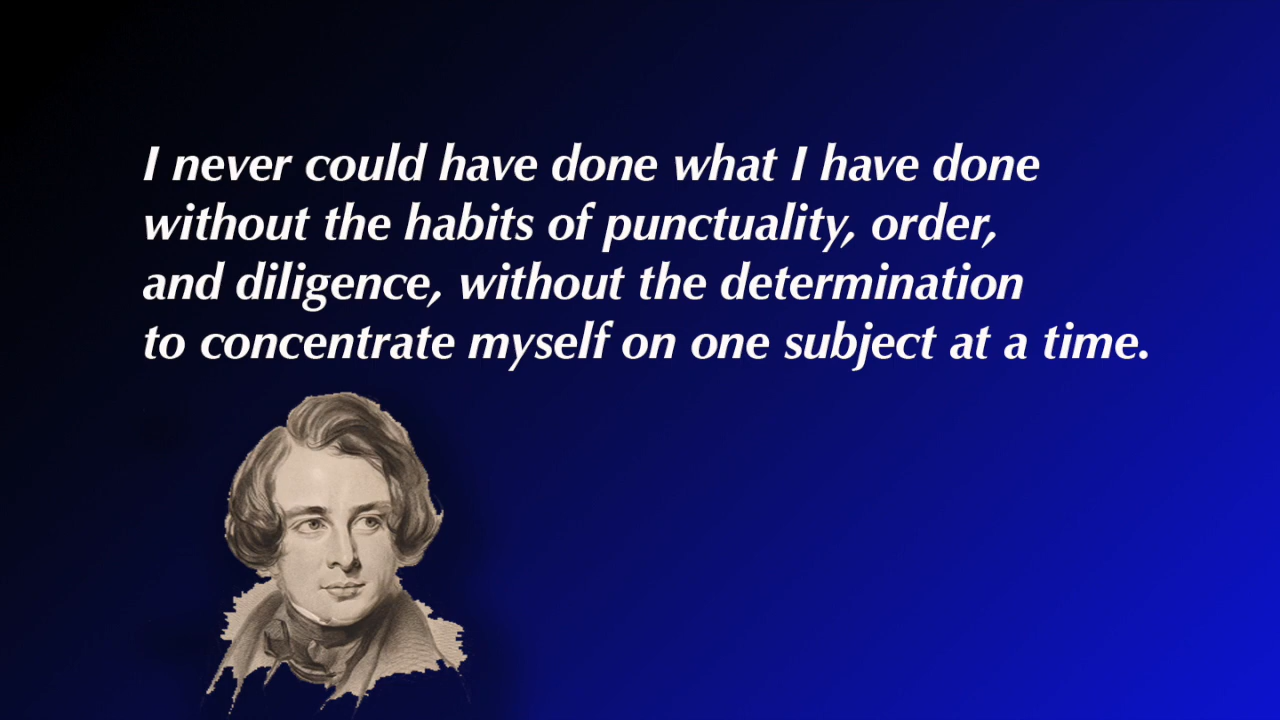 I never could have done what I have done
without the habits of punctuality, order,
and diligence, without the determination
to concentrate myself on one subject at a time.